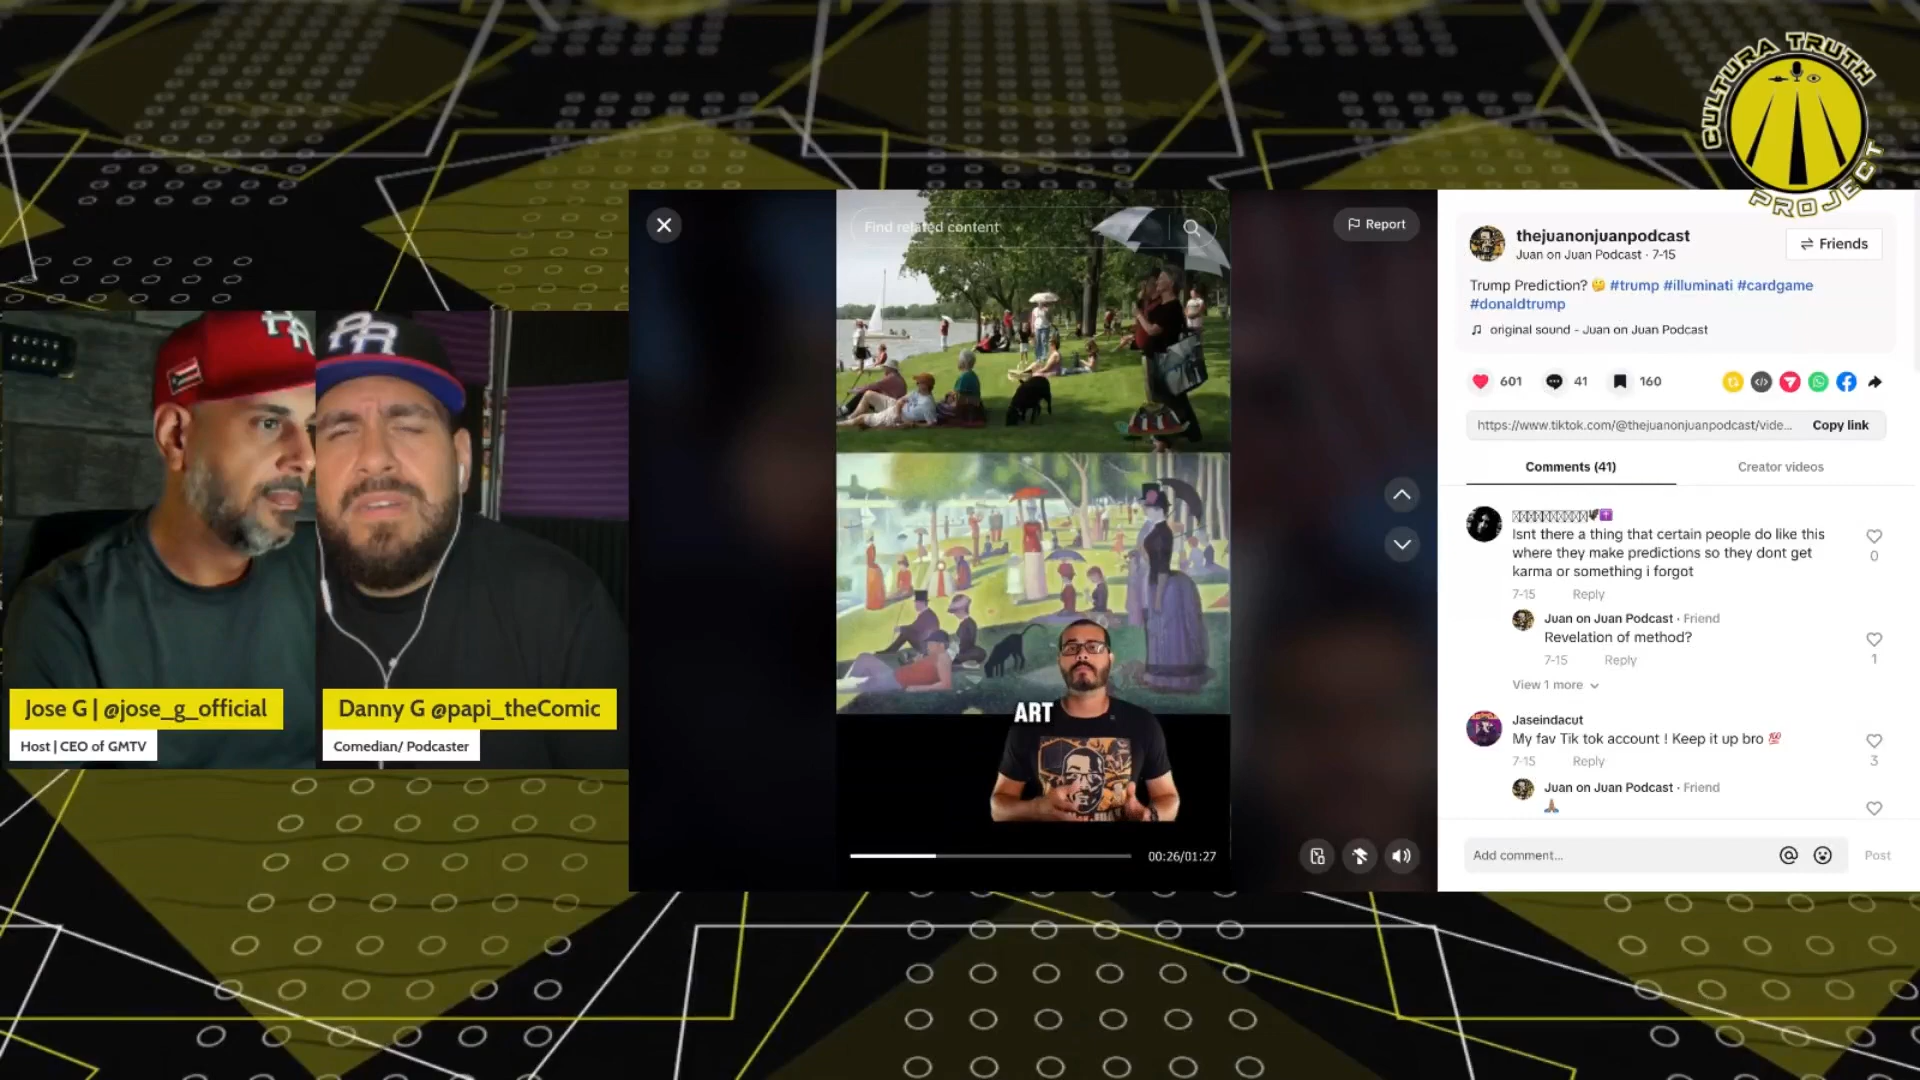 CULTURA TRUTH
PROJECT
Find related content
Report
thejuanonjuanpodcast
Juan on Juan Podcast · 7-15
Friends
Trump Prediction? 🤔 #trump #illuminati #cardgame
#donaldtrump
original sound - Juan on Juan Podcast
601
41
160
https://www.tiktok.com/@thejuanonjuanpodcast/vide...
Copy link
Comments (41)
Creator videos
Isnt there a thing that certain people do like this
where they make predictions so they dont get
karma or something i forgot
0
7-15
Reply
Juan on Juan Podcast · Friend
Revelation of method?
1
7-15
Reply
View 1 more
Jaseindacut
My fav Tik tok account ! Keep it up bro 💯
3
7-15
Reply
Juan on Juan Podcast · Friend
🙏🏽
Add comment...
Post
ART
00:26/01:27
Jose G | @jose_g_official
Host | CEO of GMTV
Danny G @papi_theComic
Comedian/ Podcaster